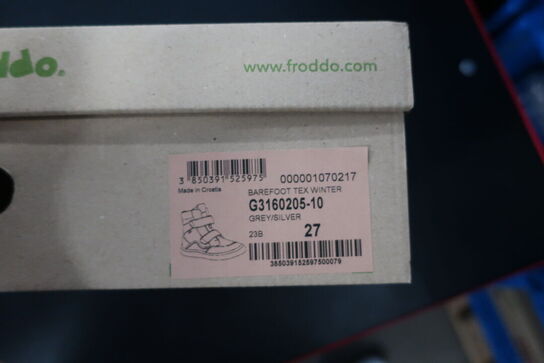 ddo.
www.froddo.com
3 850391 525975
000001070217
Made in Croatia
BAREFOOT TEX WINTER
G3160205-10
GREY/SILVER
23B
27
385039152597500079